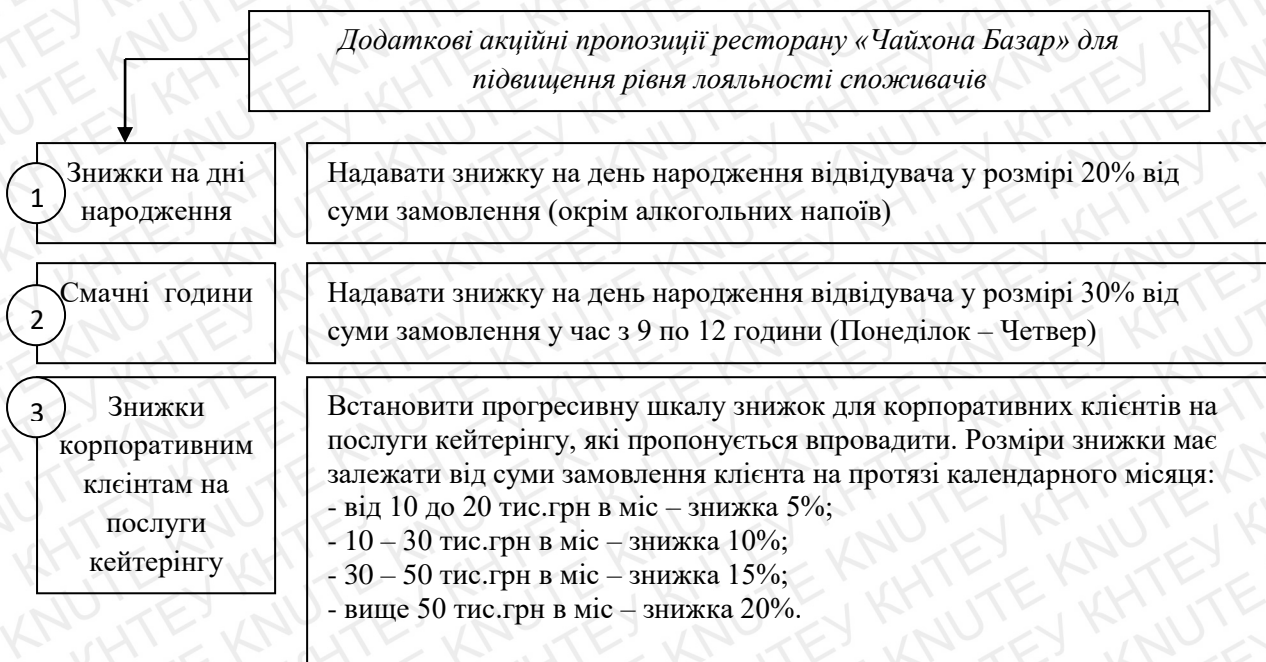 Додаткові акційні пропозиції ресторану «Чайхона Базар» для
підвищення рівня лояльності споживачів
1
Знижки на дні
народження
Надавати знижку на день народження відвідувача у розмірі 20% від
суми замовлення (окрім алкогольних напоїв)
2
Смачні години
Надавати знижку на день народження відвідувача у розмірі 30% від
суми замовлення у час з 9 по 12 години (Понеділок – Четвер)
3
Знижки
корпоративним
клєінтам на
послуги
кейтерінгу
Встановити прогресивну шкалу знижок для корпоративних клієнтів на
послуги кейтерінгу, які пропонується впровадити. Розміри знижки має
залежати від суми замовлення клієнта на протязі календарного місяця:
- від 10 до 20 тис.грн в міс – знижка 5%;
- 10 – 30 тис.грн в міс – знижка 10%;
- 30 – 50 тис.грн в міс – знижка 15%;
- вище 50 тис.грн в міс – знижка 20%.